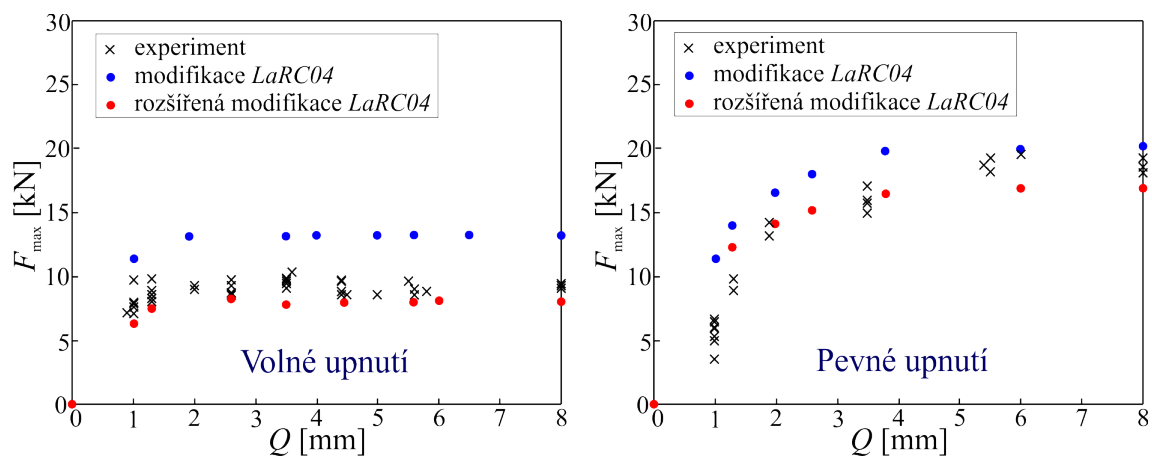 30
25
20
15
10
5
0
F max [kN]
experiment
modifikace LaRC04
rozšířená modifikace LaRC04
Volné upnutí
0 1 2 3 4 5 6 7 8
Q [mm]
30
25
20
15
10
5
0
F max [kN]
experiment
modifikace LaRC04
rozšířená modifikace LaRC04
Pevné upnutí
0 1 2 3 4 5 6 7 8
Q [mm]